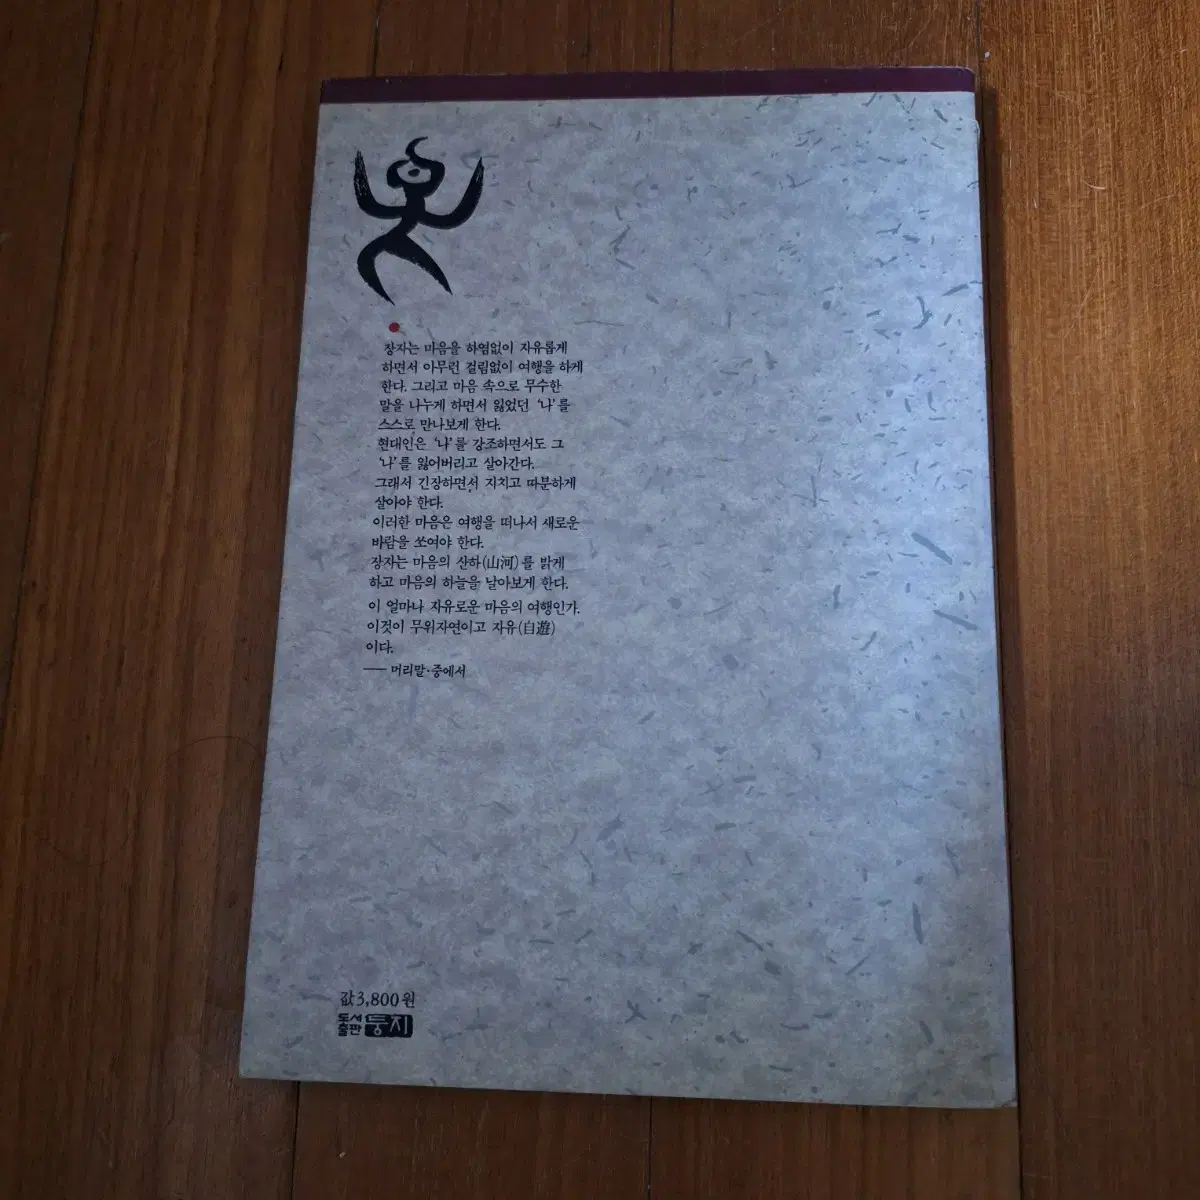 장자는 마음을 하염없이 자유롭게
하면서 아무런 걸림없이 여행을 하게
한다. 그리고 마음 속으로 무수한
말을 나누게 하면서 잃었던 '나'를
스스로 만나보게 한다.
현대인은 '나'를 강조하면서도 그
'나'를 잃어버리고 살아간다.
그래서 긴장하면서 지치고 따분하게
살아야 한다.
이러한 마음은 여행을 떠나서 새로운
바람을 쏘여야 한다.
장자는 마음의 산하(山河)를 밝게
하고 마음의 하늘을 날아보게 한다.
이 얼마나 자유로운 마음의 여행인가.
이것이 무위자연이고 자유(自遊)
이다.
── 머리말·중에서
값 3,800원
도서
출판 둥지